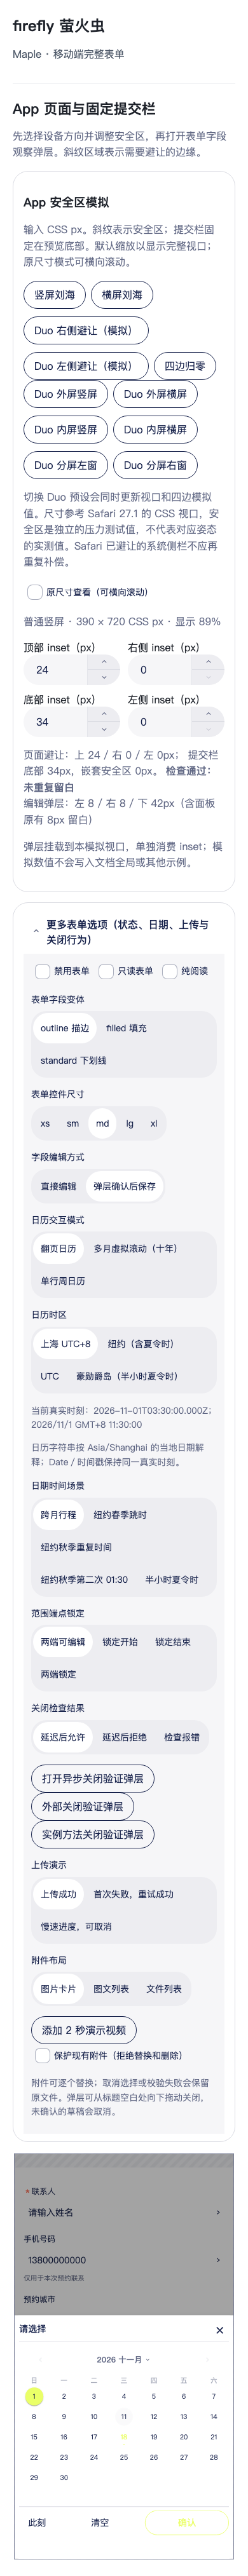 firefly 萤火虫
Maple · 移动端完整表单
App 页面与固定提交栏
先选择设备方向并调整安全区，再打开表单字段
观察弹层。斜纹区域表示需要避让的边缘。
App 安全区模拟
输入 CSS px。斜纹表示安全区；提交栏固
定在预览底部。默认缩放以显示完整视口；
原尺寸模式可横向滚动。
竖屏刘海 横屏刘海
Duo 右侧避让（模拟）
Duo 左侧避让（模拟） 四边归零
Duo 外屏竖屏 Duo 外屏横屏
Duo 内屏竖屏 Duo 内屏横屏
Duo 分屏左窗 Duo 分屏右窗
切换 Duo 预设会同时更新视口和四边模拟
值。尺寸参考 Safari 27.1 的 CSS 视口，安
全区是独立的压力测试值，不代表对应姿态
的实测值。Safari 已避让的系统侧栏不应再
重复补偿。
原尺寸查看（可横向滚动）
普通竖屏 · 390 × 720 CSS px · 显示 89%
顶部 inset（px） 右侧 inset（px）
24 0
底部 inset（px） 左侧 inset（px）
34 0
页面避让：上 24 / 右 0 / 左 0px； 提交栏
底部 34px，嵌套安全区 0px。 检查通过：
未重复留白
编辑弹层：左 8 / 右 8 / 下 42px（含面板
原有 8px 留白）
弹层挂载到本模拟视口，单独消费 inset；模
拟数值不会写入文档全局或其他示例。
更多表单选项（状态、日期、上传与
关闭行为）
禁用表单 只读表单 纯阅读
表单字段变体
outline 描边 filled 填充
standard 下划线
表单控件尺寸
xs sm md lg xl
字段编辑方式
直接编辑 弹层确认后保存
日历交互模式
翻页日历 多月虚拟滚动（十年）
单行周日历
日历时区
上海 UTC+8 纽约（含夏令时）
UTC 豪勋爵岛（半小时夏令时）
当前真实时刻：2026-11-01T03:30:00.000Z；
2026/11/1 GMT+8 11:30:00
日历字符串按 Asia/Shanghai 的当地日期解
释；Date / 时间戳保持同一真实时刻。
日期时间场景
跨月行程 纽约春季跳时
纽约秋季重复时间
纽约秋季第二次 01:30 半小时夏令时
范围端点锁定
两端可编辑 锁定开始 锁定结束
两端锁定
关闭检查结果
延迟后允许 延迟后拒绝 检查报错
打开异步关闭验证弹层
外部关闭验证弹层
实例方法关闭验证弹层
上传演示
上传成功 首次失败，重试成功
慢速进度，可取消
附件布局
图片卡片 图文列表 文件列表
添加 2 秒演示视频
保护现有附件（拒绝替换和删除）
附件可逐个替换；取消选择或校验失败会保留
原文件。弹层可从标题空白处向下拖动关闭，
未确认的草稿会取消。
* 联系人
请输入姓名
手机号码
13800000000
仅用于本次预约联系
预约城市
请选择
2026 十一月
日 一 二 三 四 五 六
1 2 3 4 5 6 7
8 9 10 11 12 13 14
15 16 17 18 19 20 21
22 23 24 25 26 27 28
29 30
此刻 清空 确认